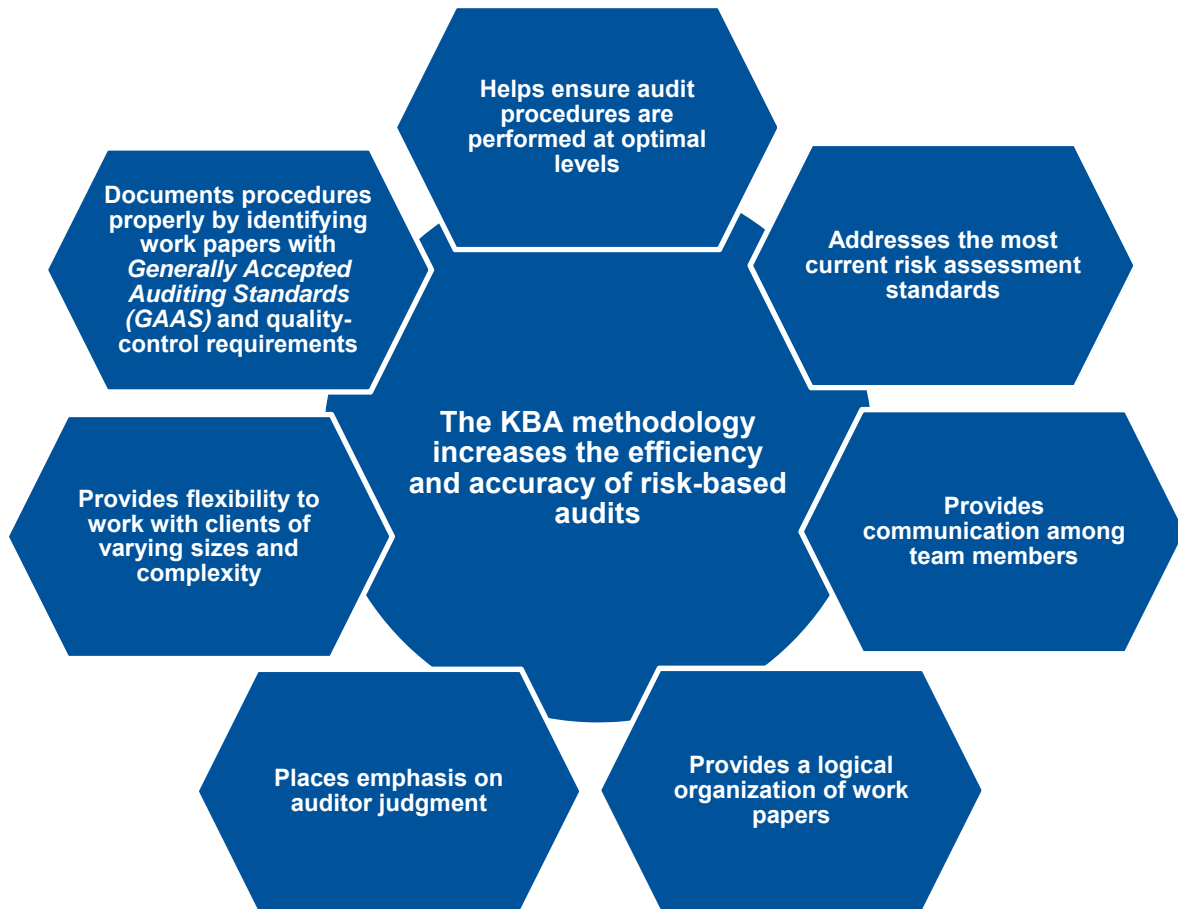 Helps ensure audit
procedures are
performed at optimal
levels
Addresses the most
current risk assessment
standards
Provides
communication among
team members
Provides a logical
organization of work
papers
Places emphasis on
auditor judgment
Provides flexibility to
work with clients of
varying sizes and
complexity
Documents procedures
properly by identifying
work papers with
Generally Accepted
Auditing Standards
(GAAS) and quality-
control requirements
The KBA methodology
increases the efficiency
and accuracy of risk-based
audits